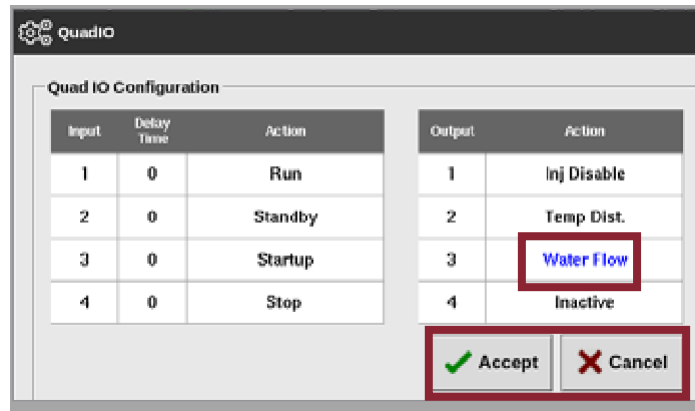 QuadIO
Quad IO Configuration
Input Delay Time Action
1 0 Run
2 0 Standby
3 0 Startup
4 0 Stop
Output Action
1 Inj Disable
2 Temp Dist.
3 Water Flow
4 Inactive
Accept Cancel